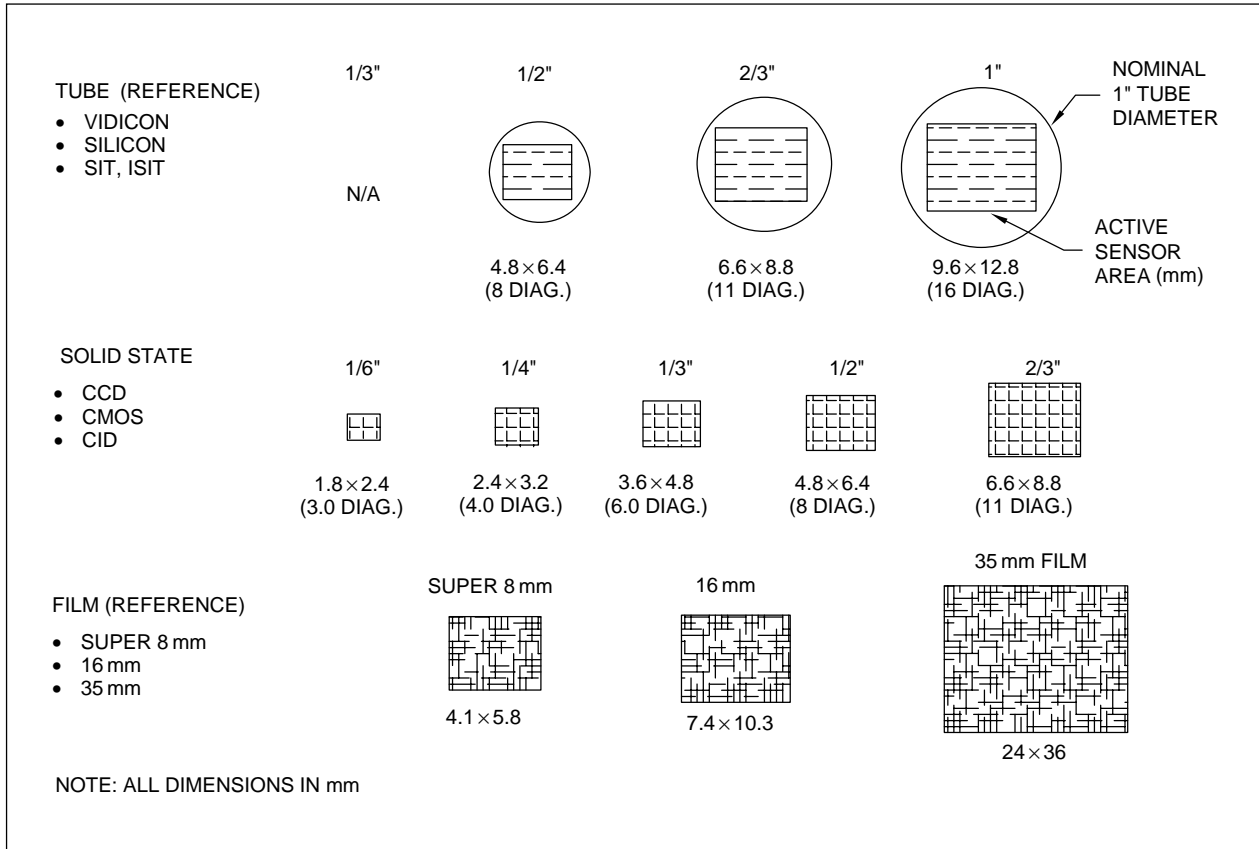 TUBE (REFERENCE)
• VIDICON
• SILICON
• SIT, ISIT
1/3"
N/A
1/2"
4.8×6.4
(8 DIAG.)
2/3"
6.6×8.8
(11 DIAG.)
1"
9.6×12.8
(16 DIAG.)
NOMINAL
1" TUBE
DIAMETER
ACTIVE
SENSOR
AREA (mm)
SOLID STATE
• CCD
• CMOS
• CID
1/6"
1.8×2.4
(3.0 DIAG.)
1/4"
2.4×3.2
(4.0 DIAG.)
1/3"
3.6×4.8
(6.0 DIAG.)
1/2"
4.8×6.4
(8 DIAG.)
2/3"
6.6×8.8
(11 DIAG.)
FILM (REFERENCE)
• SUPER 8 mm
• 16 mm
• 35 mm
SUPER 8 mm
4.1×5.8
16 mm
7.4×10.3
35 mm FILM
24×36
NOTE: ALL DIMENSIONS IN mm